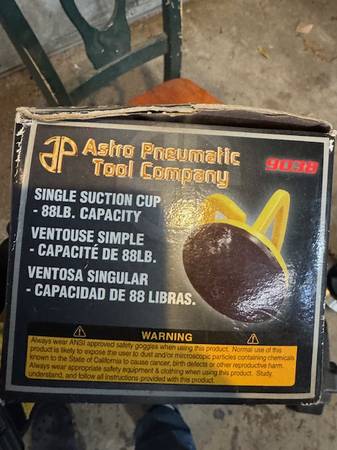 Astro Pneumatic
Tool Company
9038
SINGLE SUCTION CUP
- 88LB. CAPACITY
VENTOUSE SIMPLE
- CAPACITÉ DE 88LB.
VENTOSA SINGULAR
- CAPACIDAD DE 88 LIBRAS.
WARNING
Always wear ANSI approved safety goggles when using this product. Normal use of this
product is likely to expose the user to dust and/or microscopic particles containing chemicals
known to the State of California to cause cancer, birth defects or other reproductive harm.
Always wear appropriate safety equipment & clothing when using this product. Study,
understand, and follow all instructions provided with this product.